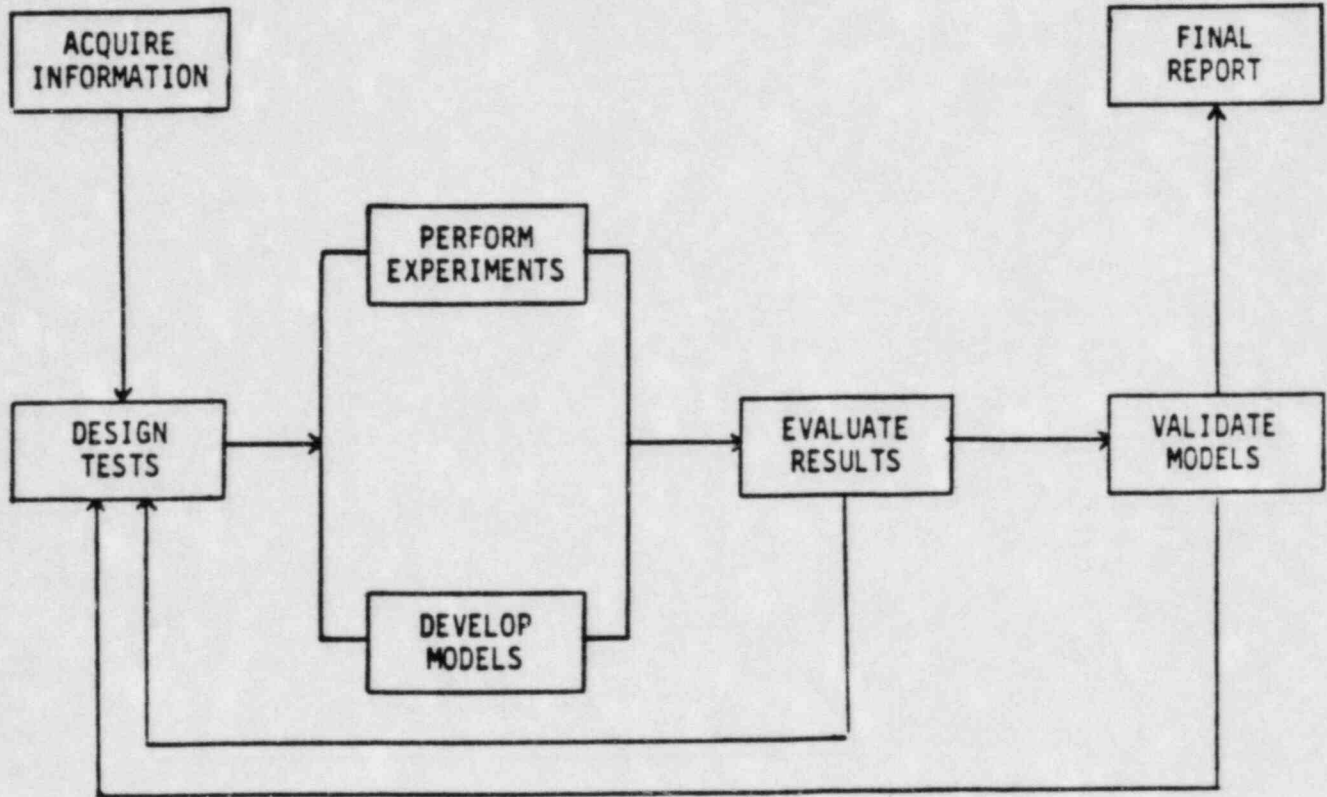 ACQUIRE
INFORMATION
FINAL
REPORT
PERFORM
EXPERIMENTS
DESIGN
TESTS
EVALUATE
RESULTS
VALIDATE
MODELS
DEVELOP
MODELS